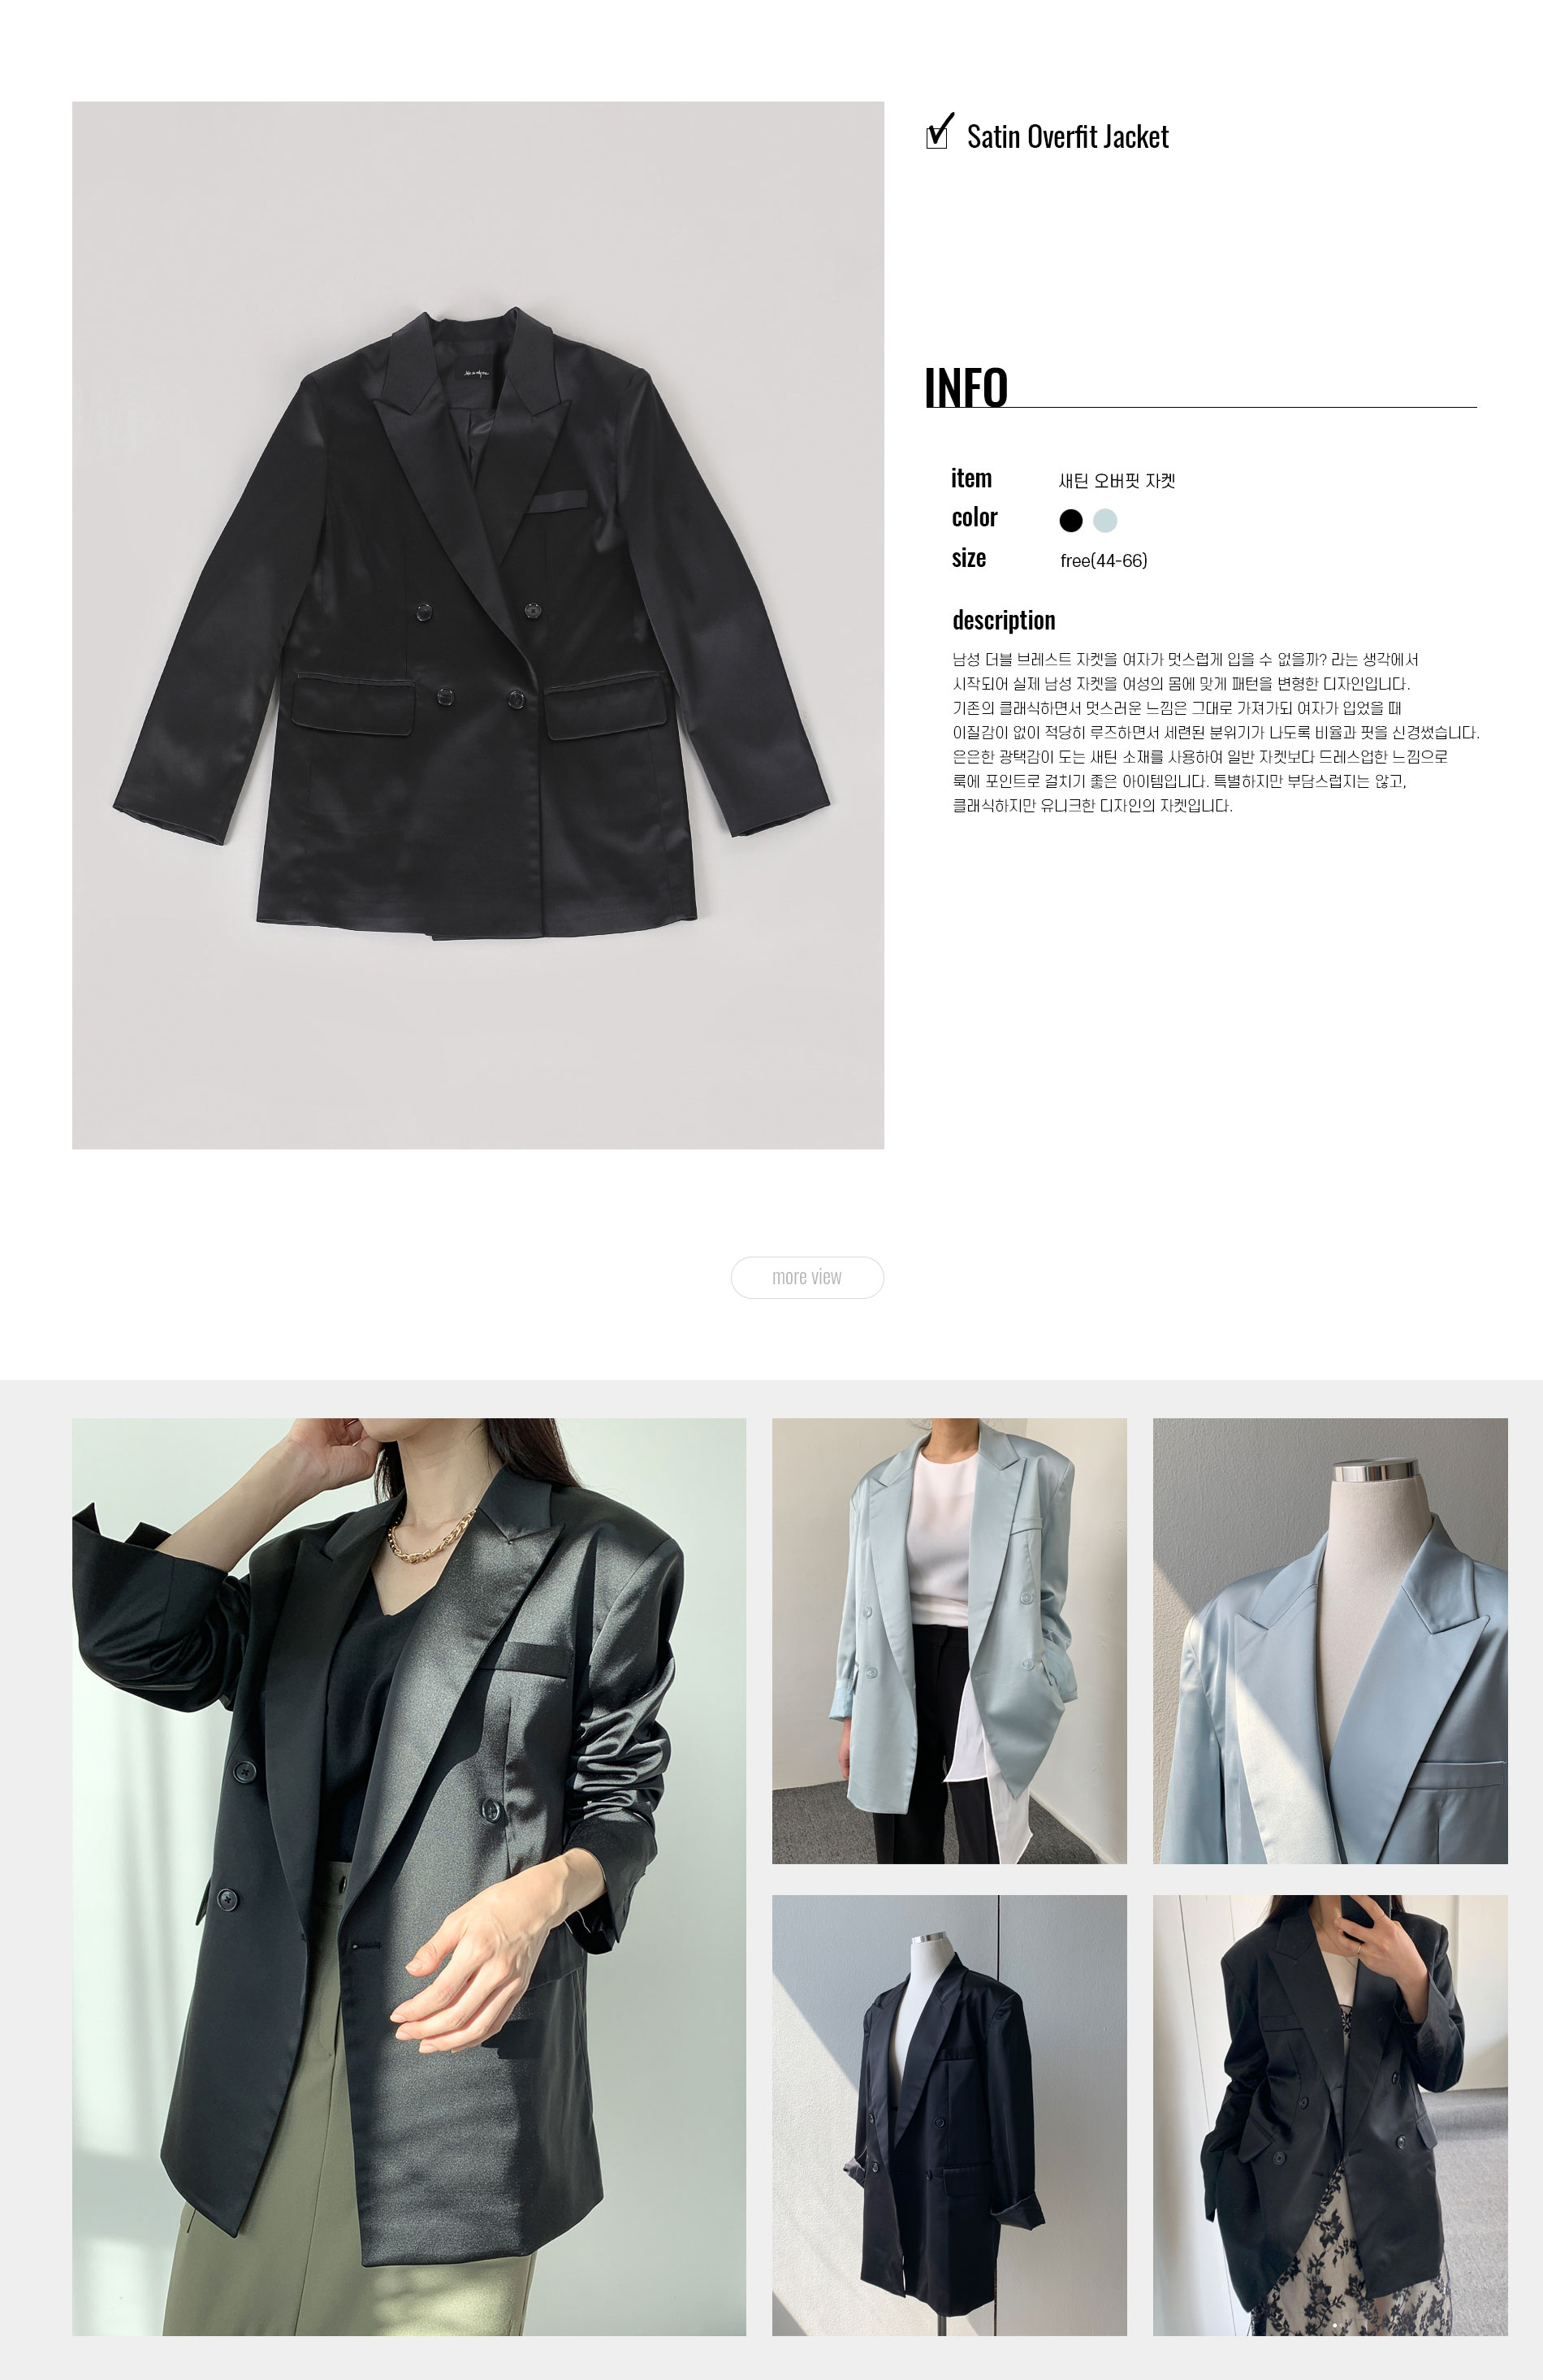 Satin Overfit Jacket
INFO
item 새틴 오버핏 자켓
color
size free(44-66)
description
남성 더블 브레스트 자켓을 여자가 멋스럽게 입을 수 없을까? 라는 생각에서
시작되어 실제 남성 자켓을 여성의 몸에 맞게 패턴을 변형한 디자인입니다.
기존의 클래식하면서 멋스러운 느낌은 그대로 가져가되 여자가 입었을 때
이질감이 없이 적당히 루즈하면서 세련된 분위기가 나도록 비율과 핏을 신경썼습니다.
은은한 광택감이 도는 새틴 소재를 사용하여 일반 자켓보다 드레스업한 느낌으로
룩에 포인트로 걸치기 좋은 아이템입니다. 특별하지만 부담스럽지는 않고,
클래식하지만 유니크한 디자인의 자켓입니다.
more view